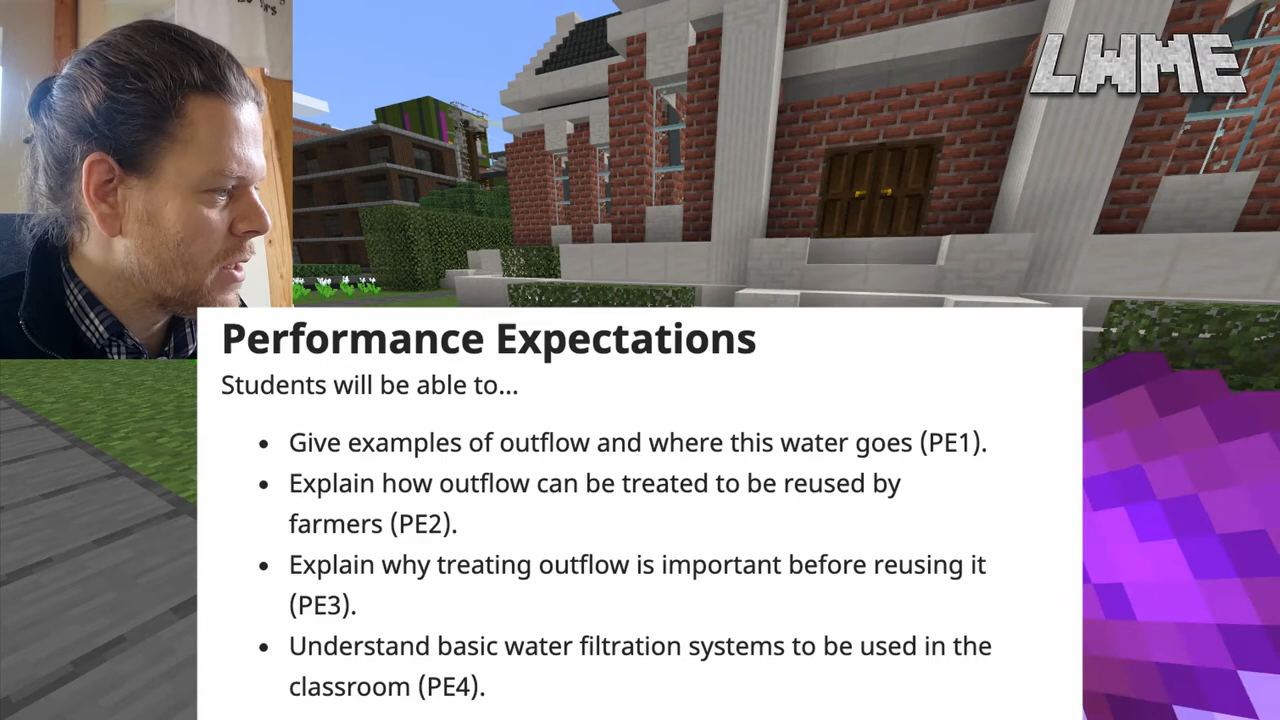 LWME
Performance Expectations
Students will be able to...
• Give examples of outflow and where this water goes (PE1).
• Explain how outflow can be treated to be reused by
farmers (PE2).
• Explain why treating outflow is important before reusing it
(PE3).
• Understand basic water filtration systems to be used in the
classroom (PE4).